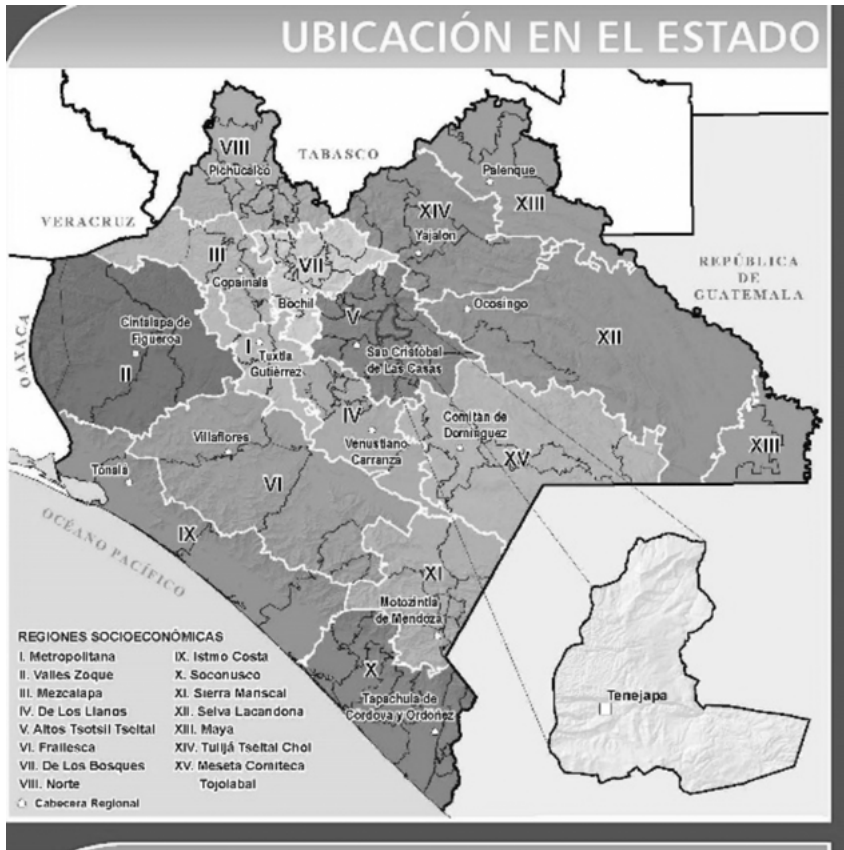 UBICACIÓN EN EL ESTADO
VIII
Pichucalco
TABASCO
Palenque
XIII
XIV
Yajalón
VERACRUZ
III
Copainalá
VII
REPÚBLICA
DE
GUATEMALA
Bochil
Ocosingo
V
XII
Cintalapa de
Figueroa
OAXACA
II
I
Tuxtla
Gutiérrez
San Cristóbal
de Las Casas
IV
Venustiano
Carranza
Comitán de
Domínguez
XV
XIII
Villaflores
Tonalá
VI
IX
OCÉANO PACÍFICO
XI
Motozintla
de Mendoza
X
Tapachula de
Córdova y Ordoñez
Tenejapa
REGIONES SOCIOECONÓMICAS
I. Metropolitana
II. Valles Zoque
III. Mezcalapa
IV. De Los Llanos
V. Altos Tsotsil Tseltal
VI. Frailesca
VII. De Los Bosques
VIII. Norte
IX. Istmo Costa
X. Soconusco
XI. Sierra Mariscal
XII. Selva Lacandona
XIII. Maya
XIV. Tulijá Tseltal Chol
XV. Meseta Comiteca
Tojolabal
Cabecera Regional